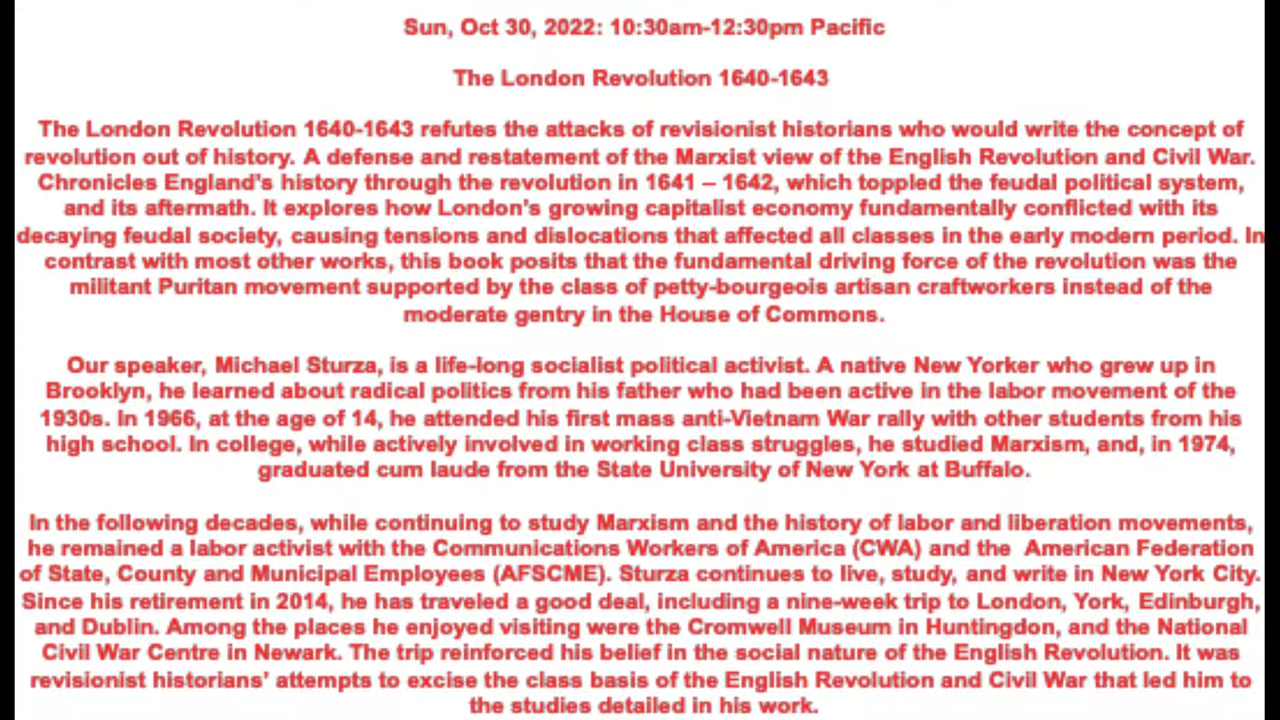 Sun, Oct 30, 2022: 10:30am-12:30pm Pacific
The London Revolution 1640-1643
The London Revolution 1640-1643 refutes the attacks of revisionist historians who would write the concept of
revolution out of history. A defense and restatement of the Marxist view of the English Revolution and Civil War.
Chronicles England's history through the revolution in 1641 – 1642, which toppled the feudal political system,
and its aftermath. It explores how London's growing capitalist economy fundamentally conflicted with its
decaying feudal society, causing tensions and dislocations that affected all classes in the early modern period. In
contrast with most other works, this book posits that the fundamental driving force of the revolution was the
militant Puritan movement supported by the class of petty-bourgeois artisan craftworkers instead of the
moderate gentry in the House of Commons.
Our speaker, Michael Sturza, is a life-long socialist political activist. A native New Yorker who grew up in
Brooklyn, he learned about radical politics from his father who had been active in the labor movement of the
1930s. In 1966, at the age of 14, he attended his first mass anti-Vietnam War rally with other students from his
high school. In college, while actively involved in working class struggles, he studied Marxism, and, in 1974,
graduated cum laude from the State University of New York at Buffalo.
In the following decades, while continuing to study Marxism and the history of labor and liberation movements,
he remained a labor activist with the Communications Workers of America (CWA) and the American Federation
of State, County and Municipal Employees (AFSCME). Sturza continues to live, study, and write in New York City.
Since his retirement in 2014, he has traveled a good deal, including a nine-week trip to London, York, Edinburgh,
and Dublin. Among the places he enjoyed visiting were the Cromwell Museum in Huntingdon, and the National
Civil War Centre in Newark. The trip reinforced his belief in the social nature of the English Revolution. It was
revisionist historians' attempts to excise the class basis of the English Revolution and Civil War that led him to
the studies detailed in his work.